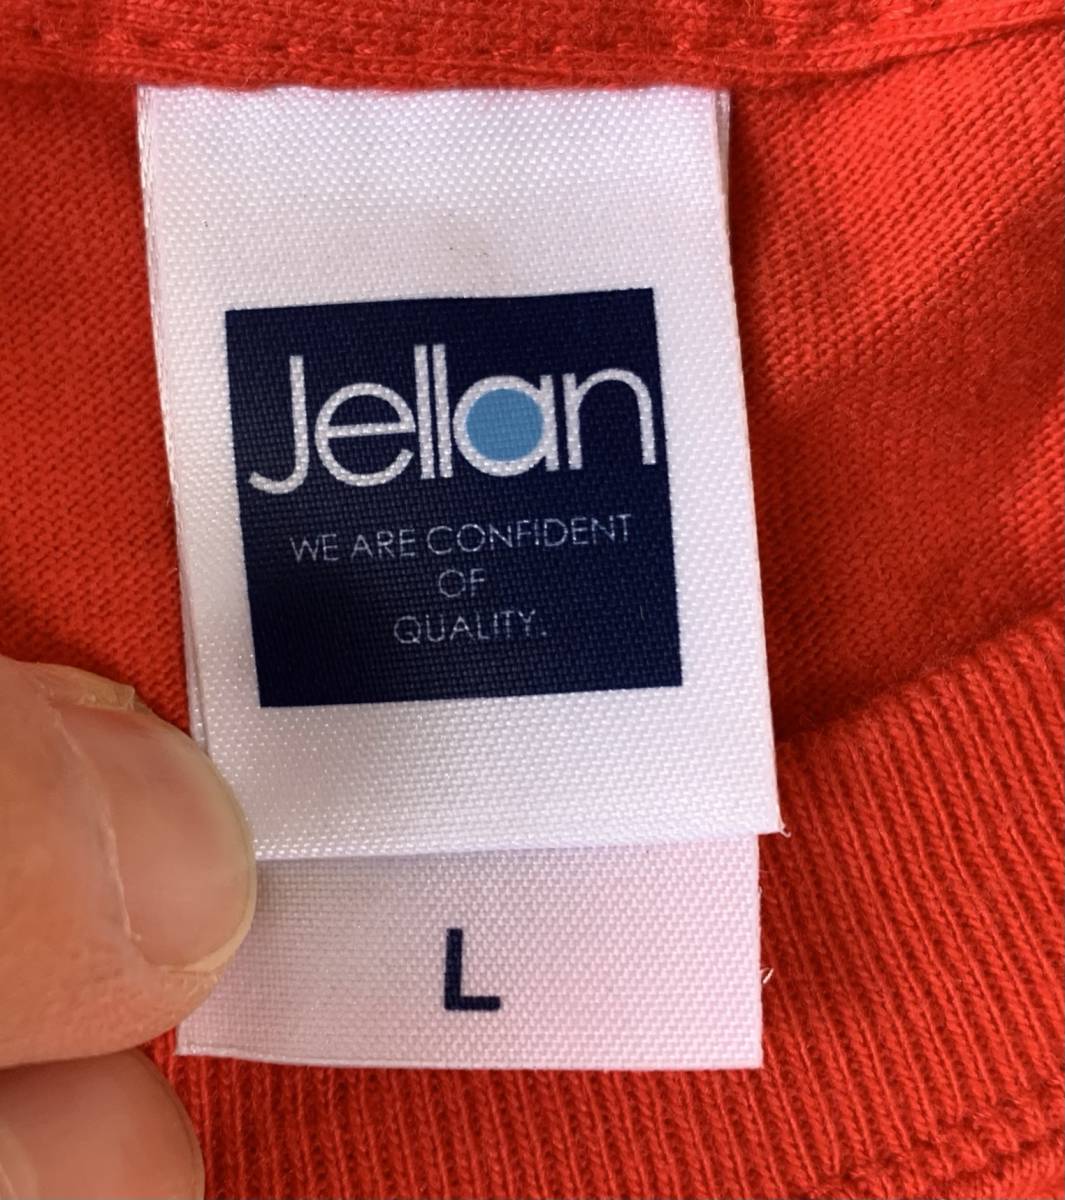 Jellan
WE ARE CONFIDENT
OF
QUALITY.
L